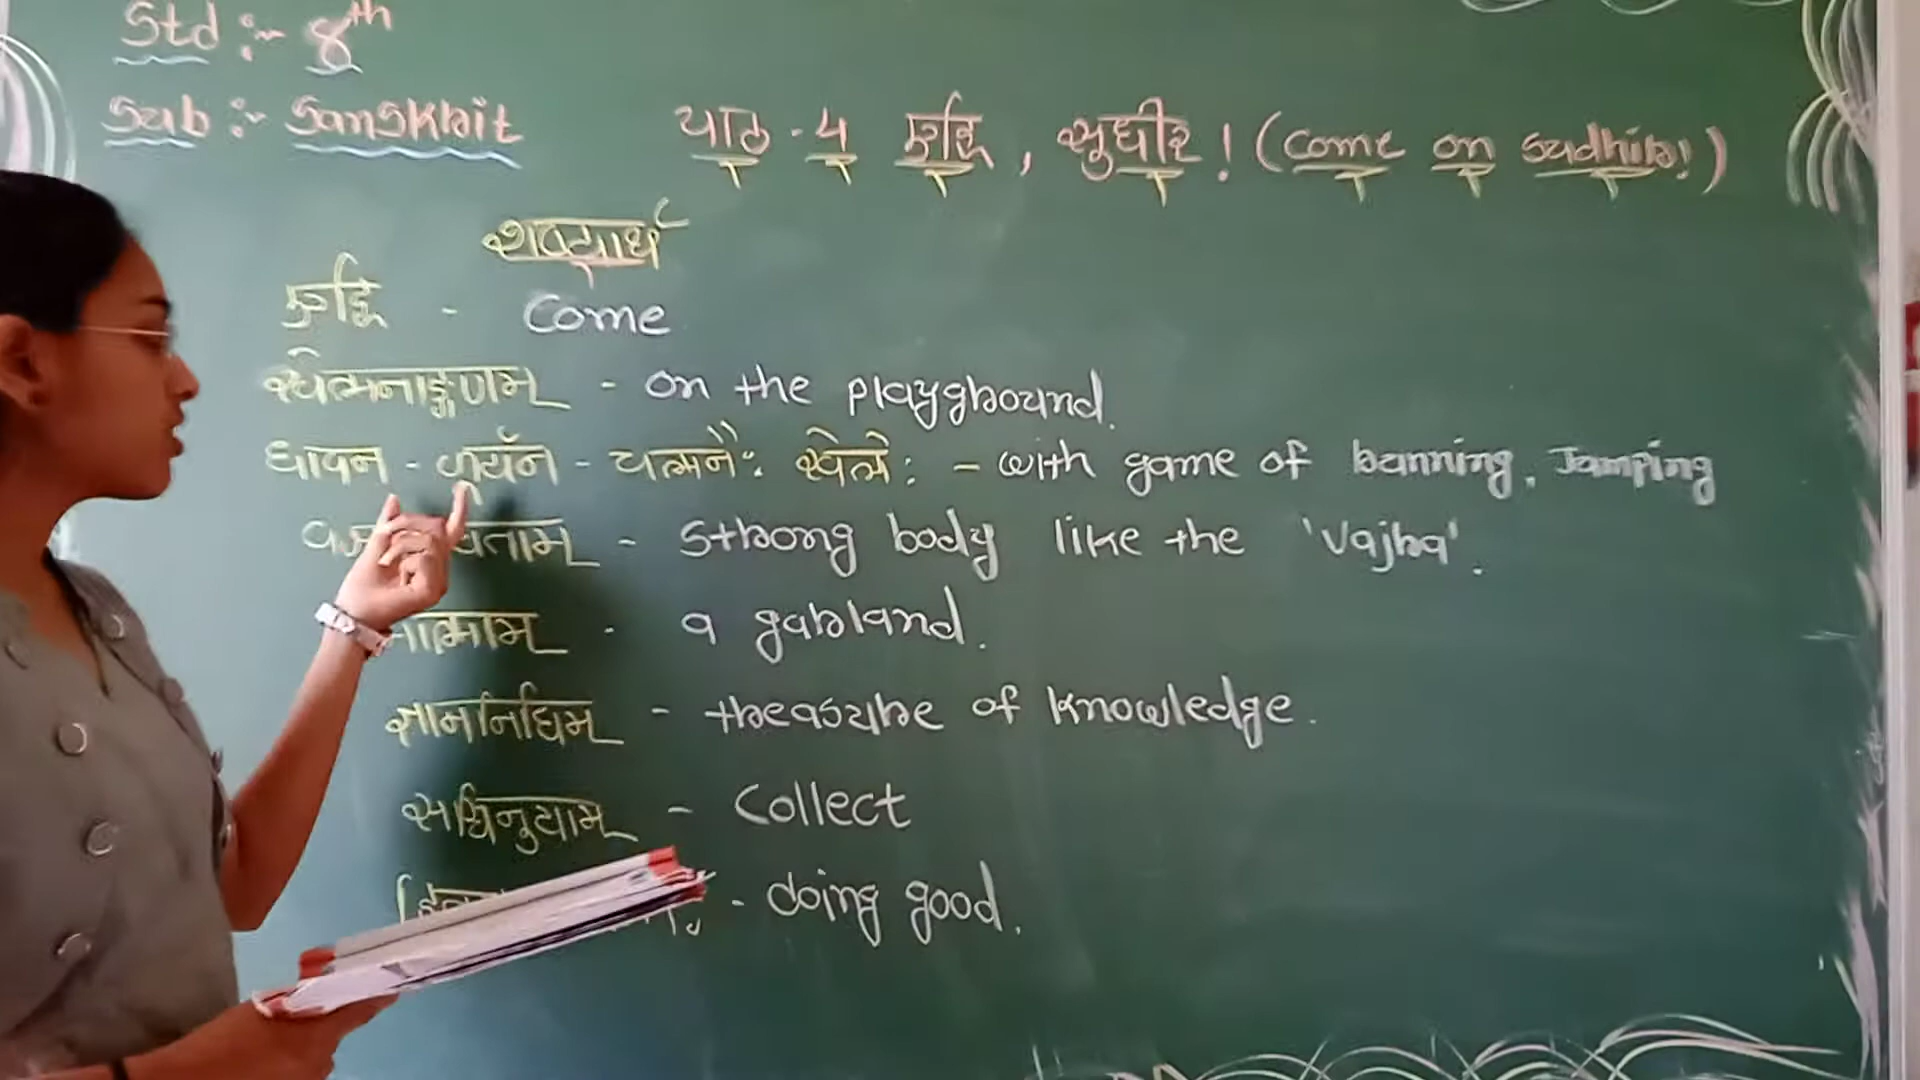 Std :- 8th
Sub :- Sanskrit
पाठ - 4 एहि, सुधीर ! (Come on Sudhir!)
शब्दार्थ
एहि - Come
खेलनाङ्गणम् - on the playground.
धावन - कूर्दन - चलनैः खेलैः - with game of running, Jumping
- Strong body like the 'Vajra'.
मालाम् - a garland.
ज्ञाननिधिम् - treasure of knowledge.
सञ्चिनुयाम् - Collect
- doing good.